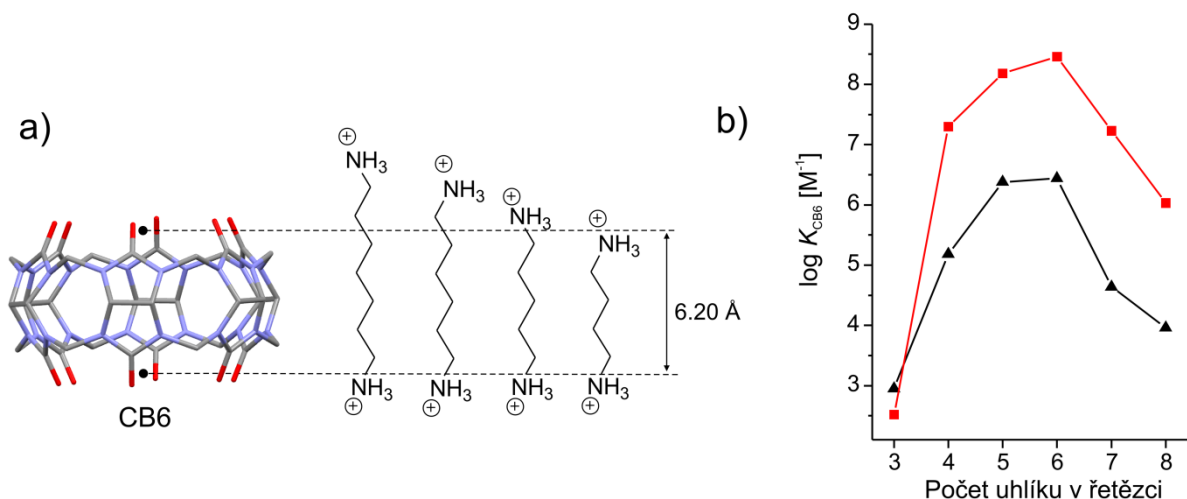 a)
⊕
NH3
⊕
NH3
⊕
NH3
⊕
NH3
6.20 Å
NH3
⊕
NH3
⊕
NH3
⊕
NH3
⊕
CB6
b)
log KCB6 [M-1]
9
8
7
6
5
4
3
3 4 5 6 7 8
Počet uhlíku v řetězci